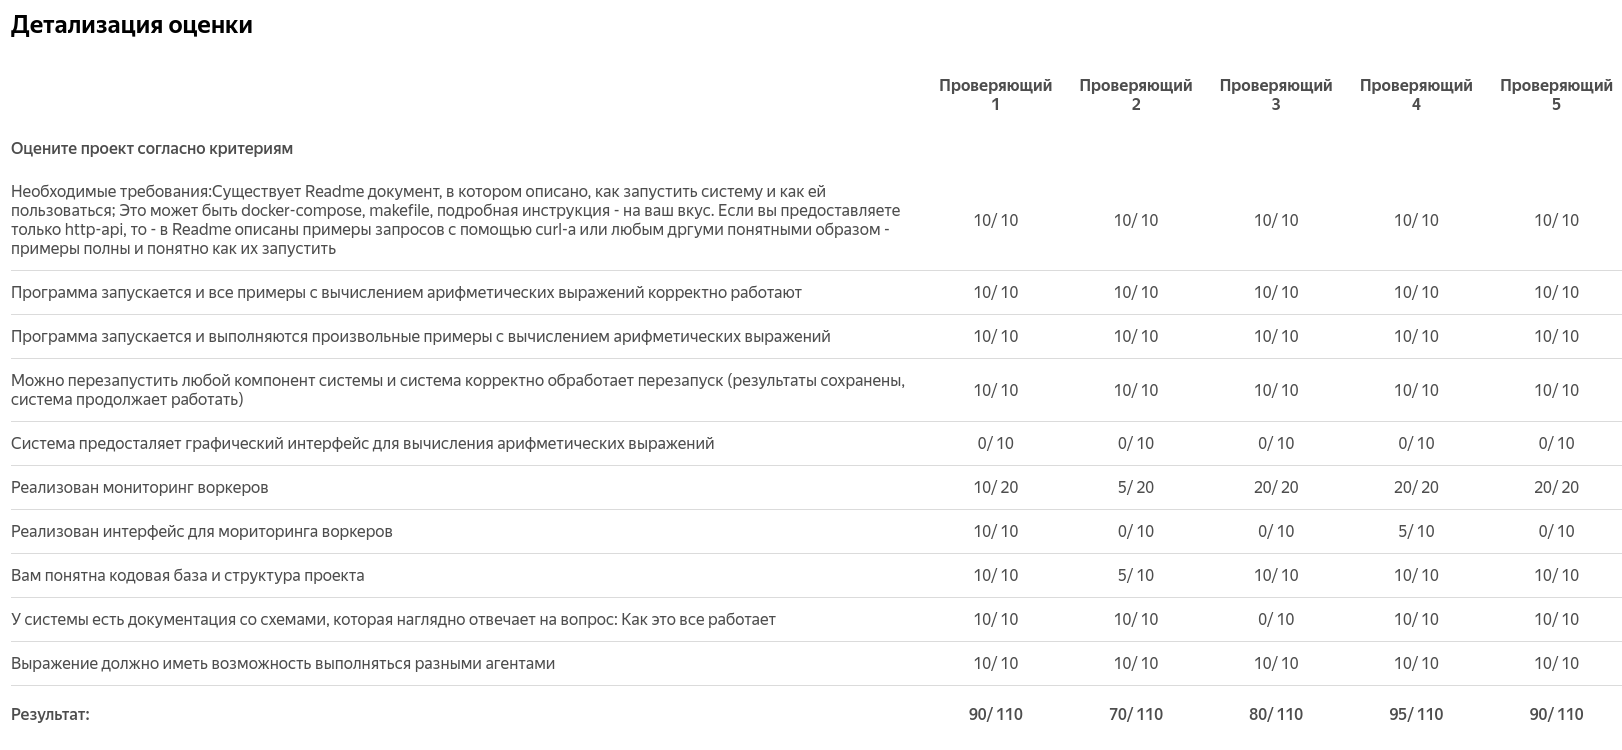 Детализация оценки
Проверяющий 1 Проверяющий 2 Проверяющий 3 Проверяющий 4 Проверяющий 5
Оцените проект согласно критериям
Необходимые требования:Существует Readme документ, в котором описано, как запустить систему и как ей
пользоваться; Это может быть docker-compose, makefile, подробная инструкция - на ваш вкус. Если вы предоставляете
только http-api, то - в Readme описаны примеры запросов с помощью curl-a или любым дргуми понятными образом -
примеры полны и понятно как их запустить
10/ 10 10/ 10 10/ 10 10/ 10 10/ 10
Программа запускается и все примеры с вычислением арифметических выражений корректно работают 10/ 10 10/ 10 10/ 10 10/ 10 10/ 10
Программа запускается и выполняются произвольные примеры с вычислением арифметических выражений 10/ 10 10/ 10 10/ 10 10/ 10 10/ 10
Можно перезапустить любой компонент системы и система корректно обработает перезапуск (результаты сохранены,
система продолжает работать)
10/ 10 10/ 10 10/ 10 10/ 10 10/ 10
Система предосталяет графический интерфейс для вычисления арифметических выражений 0/ 10 0/ 10 0/ 10 0/ 10 0/ 10
Реализован мониторинг воркеров 10/ 20 5/ 20 20/ 20 20/ 20 20/ 20
Реализован интерфейс для мориторинга воркеров 10/ 10 0/ 10 0/ 10 5/ 10 0/ 10
Вам понятна кодовая база и структура проекта 10/ 10 5/ 10 10/ 10 10/ 10 10/ 10
У системы есть документация со схемами, которая наглядно отвечает на вопрос: Как это все работает 10/ 10 10/ 10 0/ 10 10/ 10 10/ 10
Выражение должно иметь возможность выполняться разными агентами 10/ 10 10/ 10 10/ 10 10/ 10 10/ 10
Результат: 90/ 110 70/ 110 80/ 110 95/ 110 90/ 110